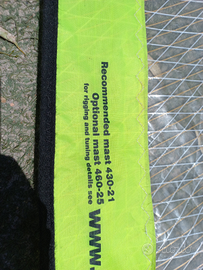 Recommended mast 430-21
Optional mast 460-25
for rigging and tuning details see
www.